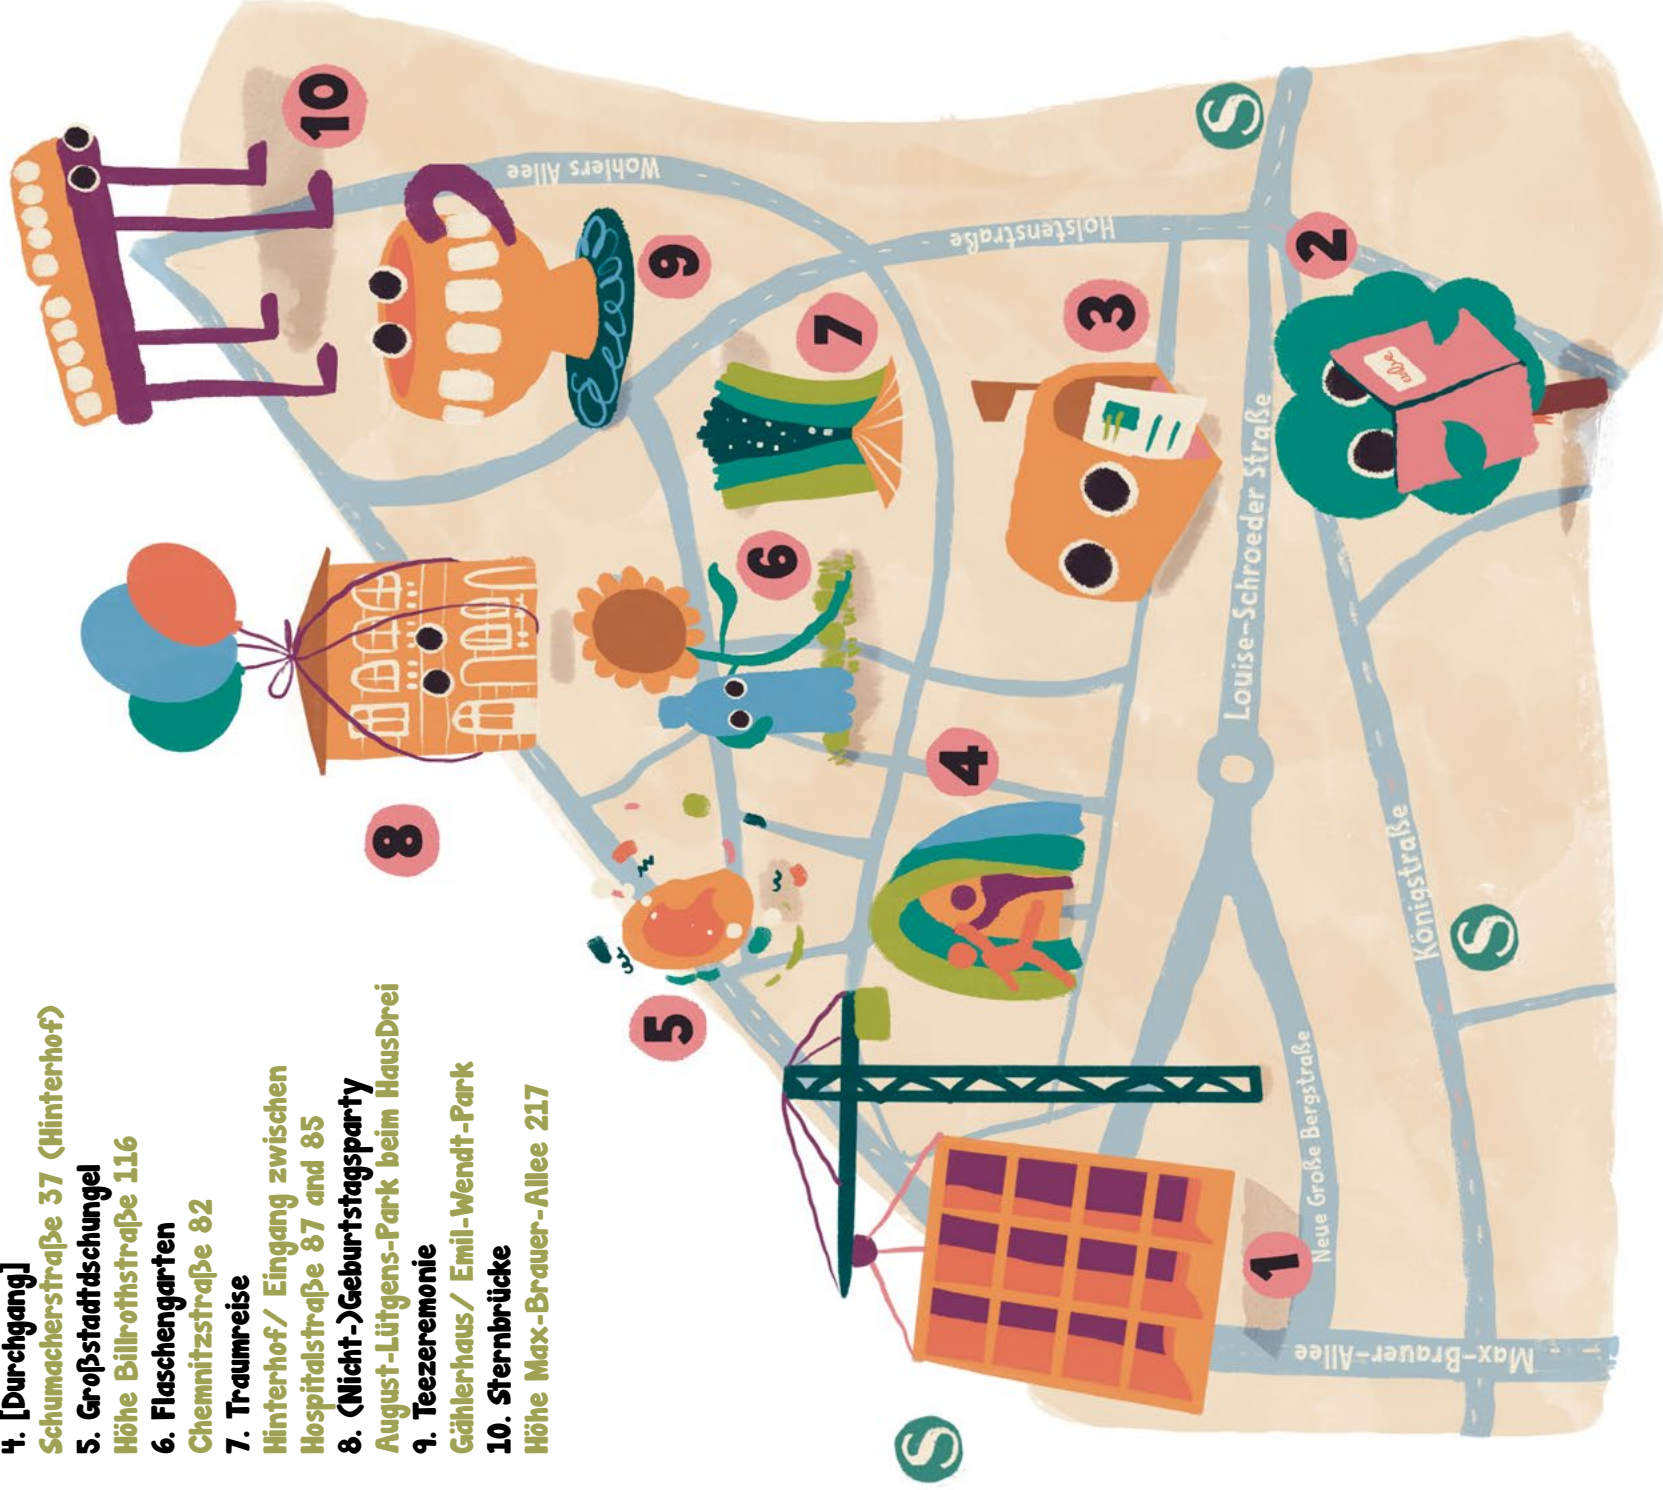 4. [Durchgang]
Schumacherstraße 37 (Hinterhof)
5. Großstadtdschungel
Höhe Billrothstraße 116
6. Flaschengarten
Chemnitzstraße 82
7. Traumreise
Hinterhof/ Eingang zwischen
Hospitalstraße 87 and 85
8. (Nicht-)Geburtstagsparty
August-Lütgens-Park beim HausDrei
9. Teezeremonie
Gählerhaus/ Emil-Wendt-Park
10. Sternbrücke
Höhe Max-Brauer-Allee 217
10
Wohlers Allee
9
8
7
6
5
4
3
2
1
Holstenstraße
Louise-Schroeder Straße
Königstraße
Neue Große Bergstraße
Max-Brauer-Allee
S
S
S